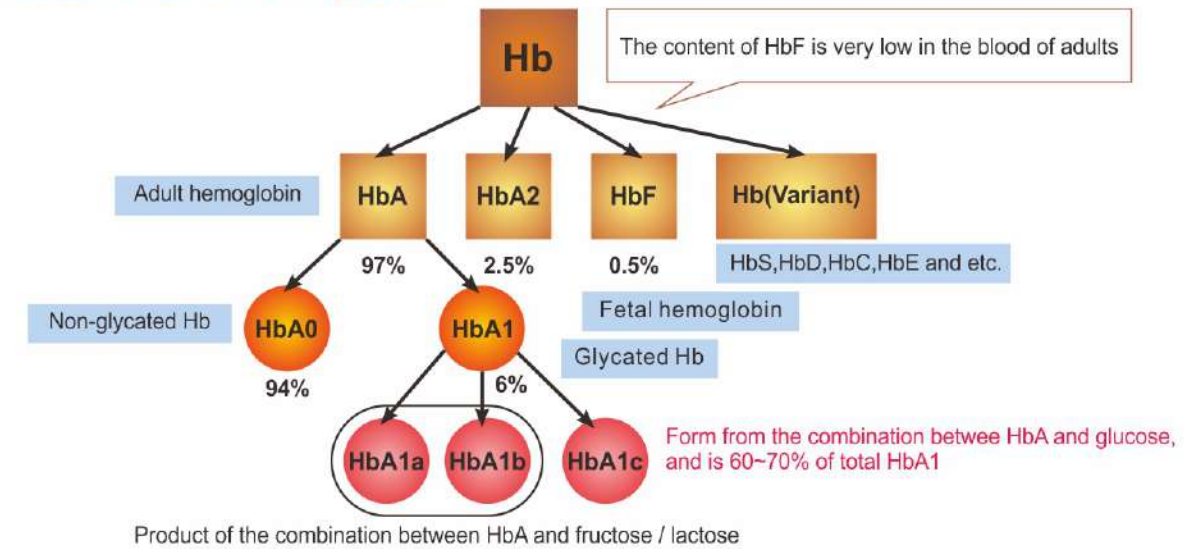 Hb
The content of HbF is very low in the blood of adults
Adult hemoglobin
HbA
HbA2
HbF
Hb(Variant)
97%
2.5%
0.5%
HbS,HbD,HbC,HbE and etc.
Non-glycated Hb
HbA0
HbA1
Fetal hemoglobin
Glycated Hb
94%
6%
HbA1a
HbA1b
HbA1c
Form from the combination betwee HbA and glucose,
and is 60~70% of total HbA1
Product of the combination between HbA and fructose / lactose